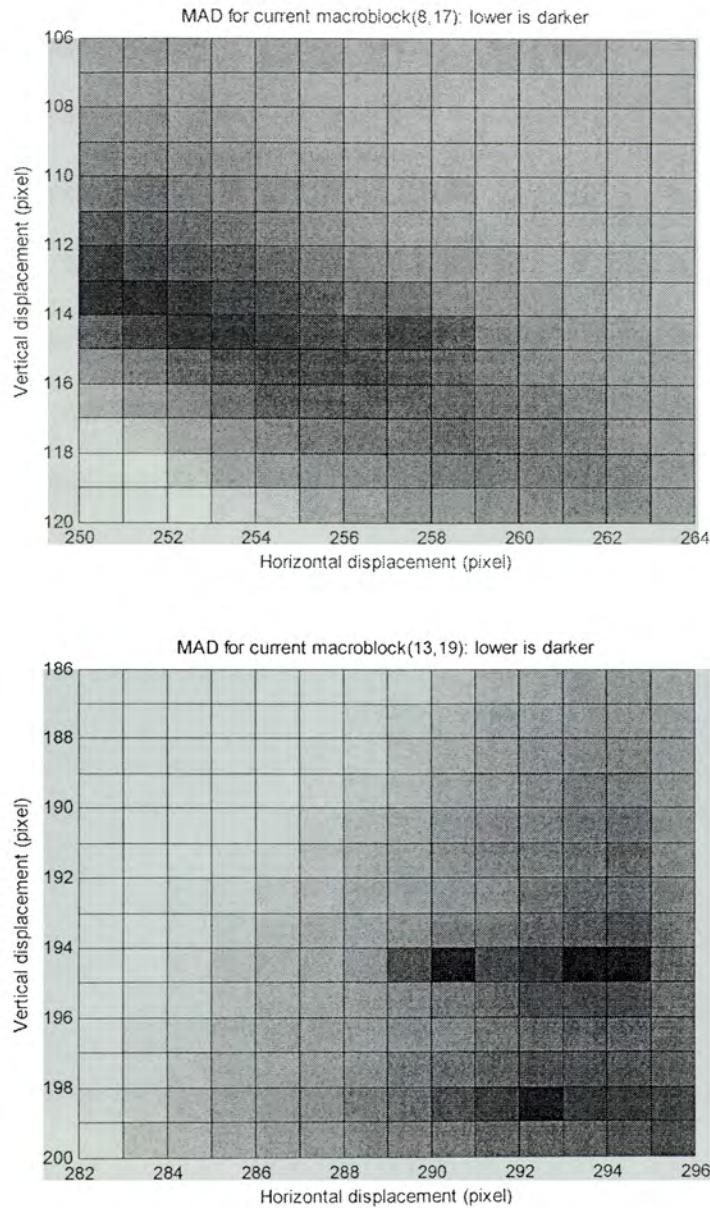 MAD for current macroblock(8,17): lower is darker
106
108
110
112
114
116
118
120
Vertical displacement (pixel)
250 252 254 256 258 260 262 264
Horizontal displacement (pixel)
MAD for current macroblock(13,19): lower is darker
186
188
190
192
194
196
198
200
Vertical displacement (pixel)
282 284 286 288 290 292 294 296
Horizontal displacement (pixel)